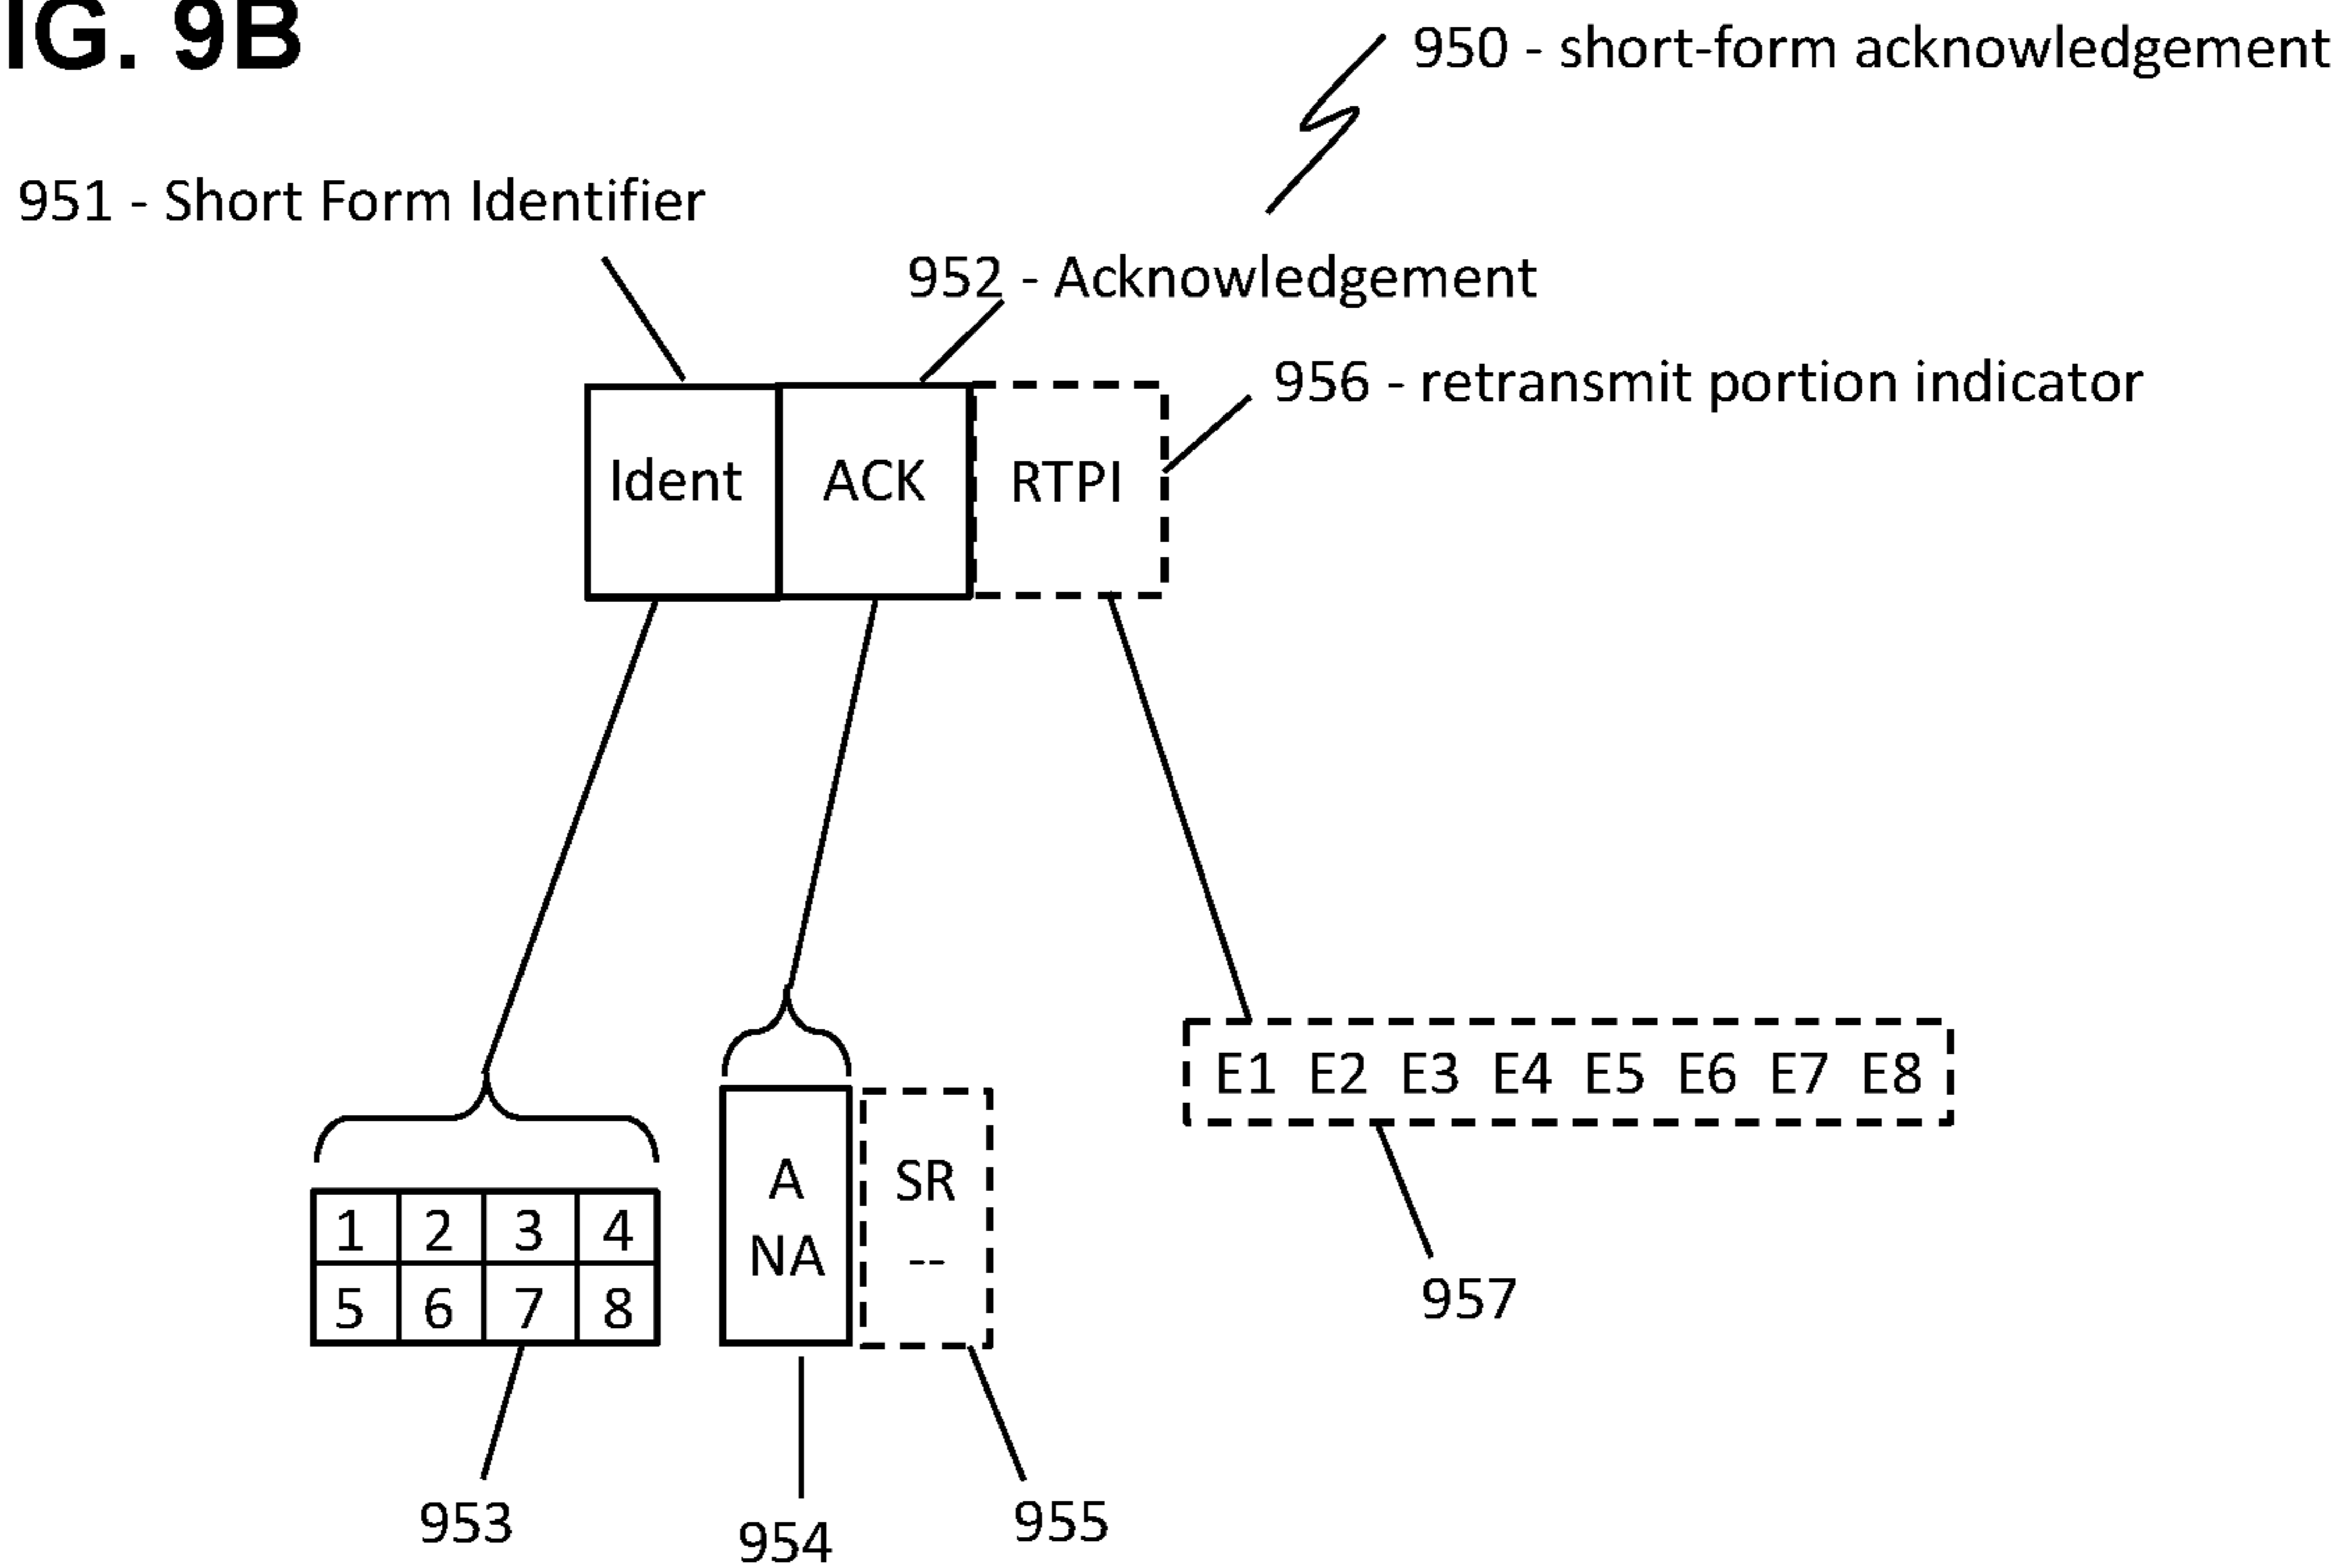 IG. 9B
950 - short-form acknowledgement
951 - Short Form Identifier
952 - Acknowledgement
956 - retransmit portion indicator
Ident ACK RTPI
E1 E2 E3 E4 E5 E6 E7 E8
A SR
NA --
1 2 3 4
5 6 7 8
957
953 954 955